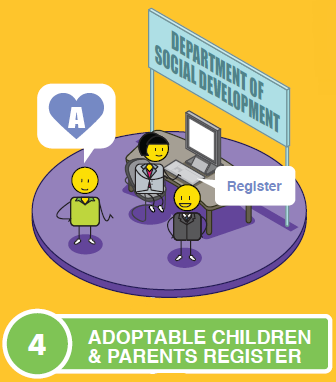 DEPARTMENT OF
SOCIAL DEVELOPMENT
A
Register
4
ADOPTABLE CHILDREN
& PARENTS REGISTER